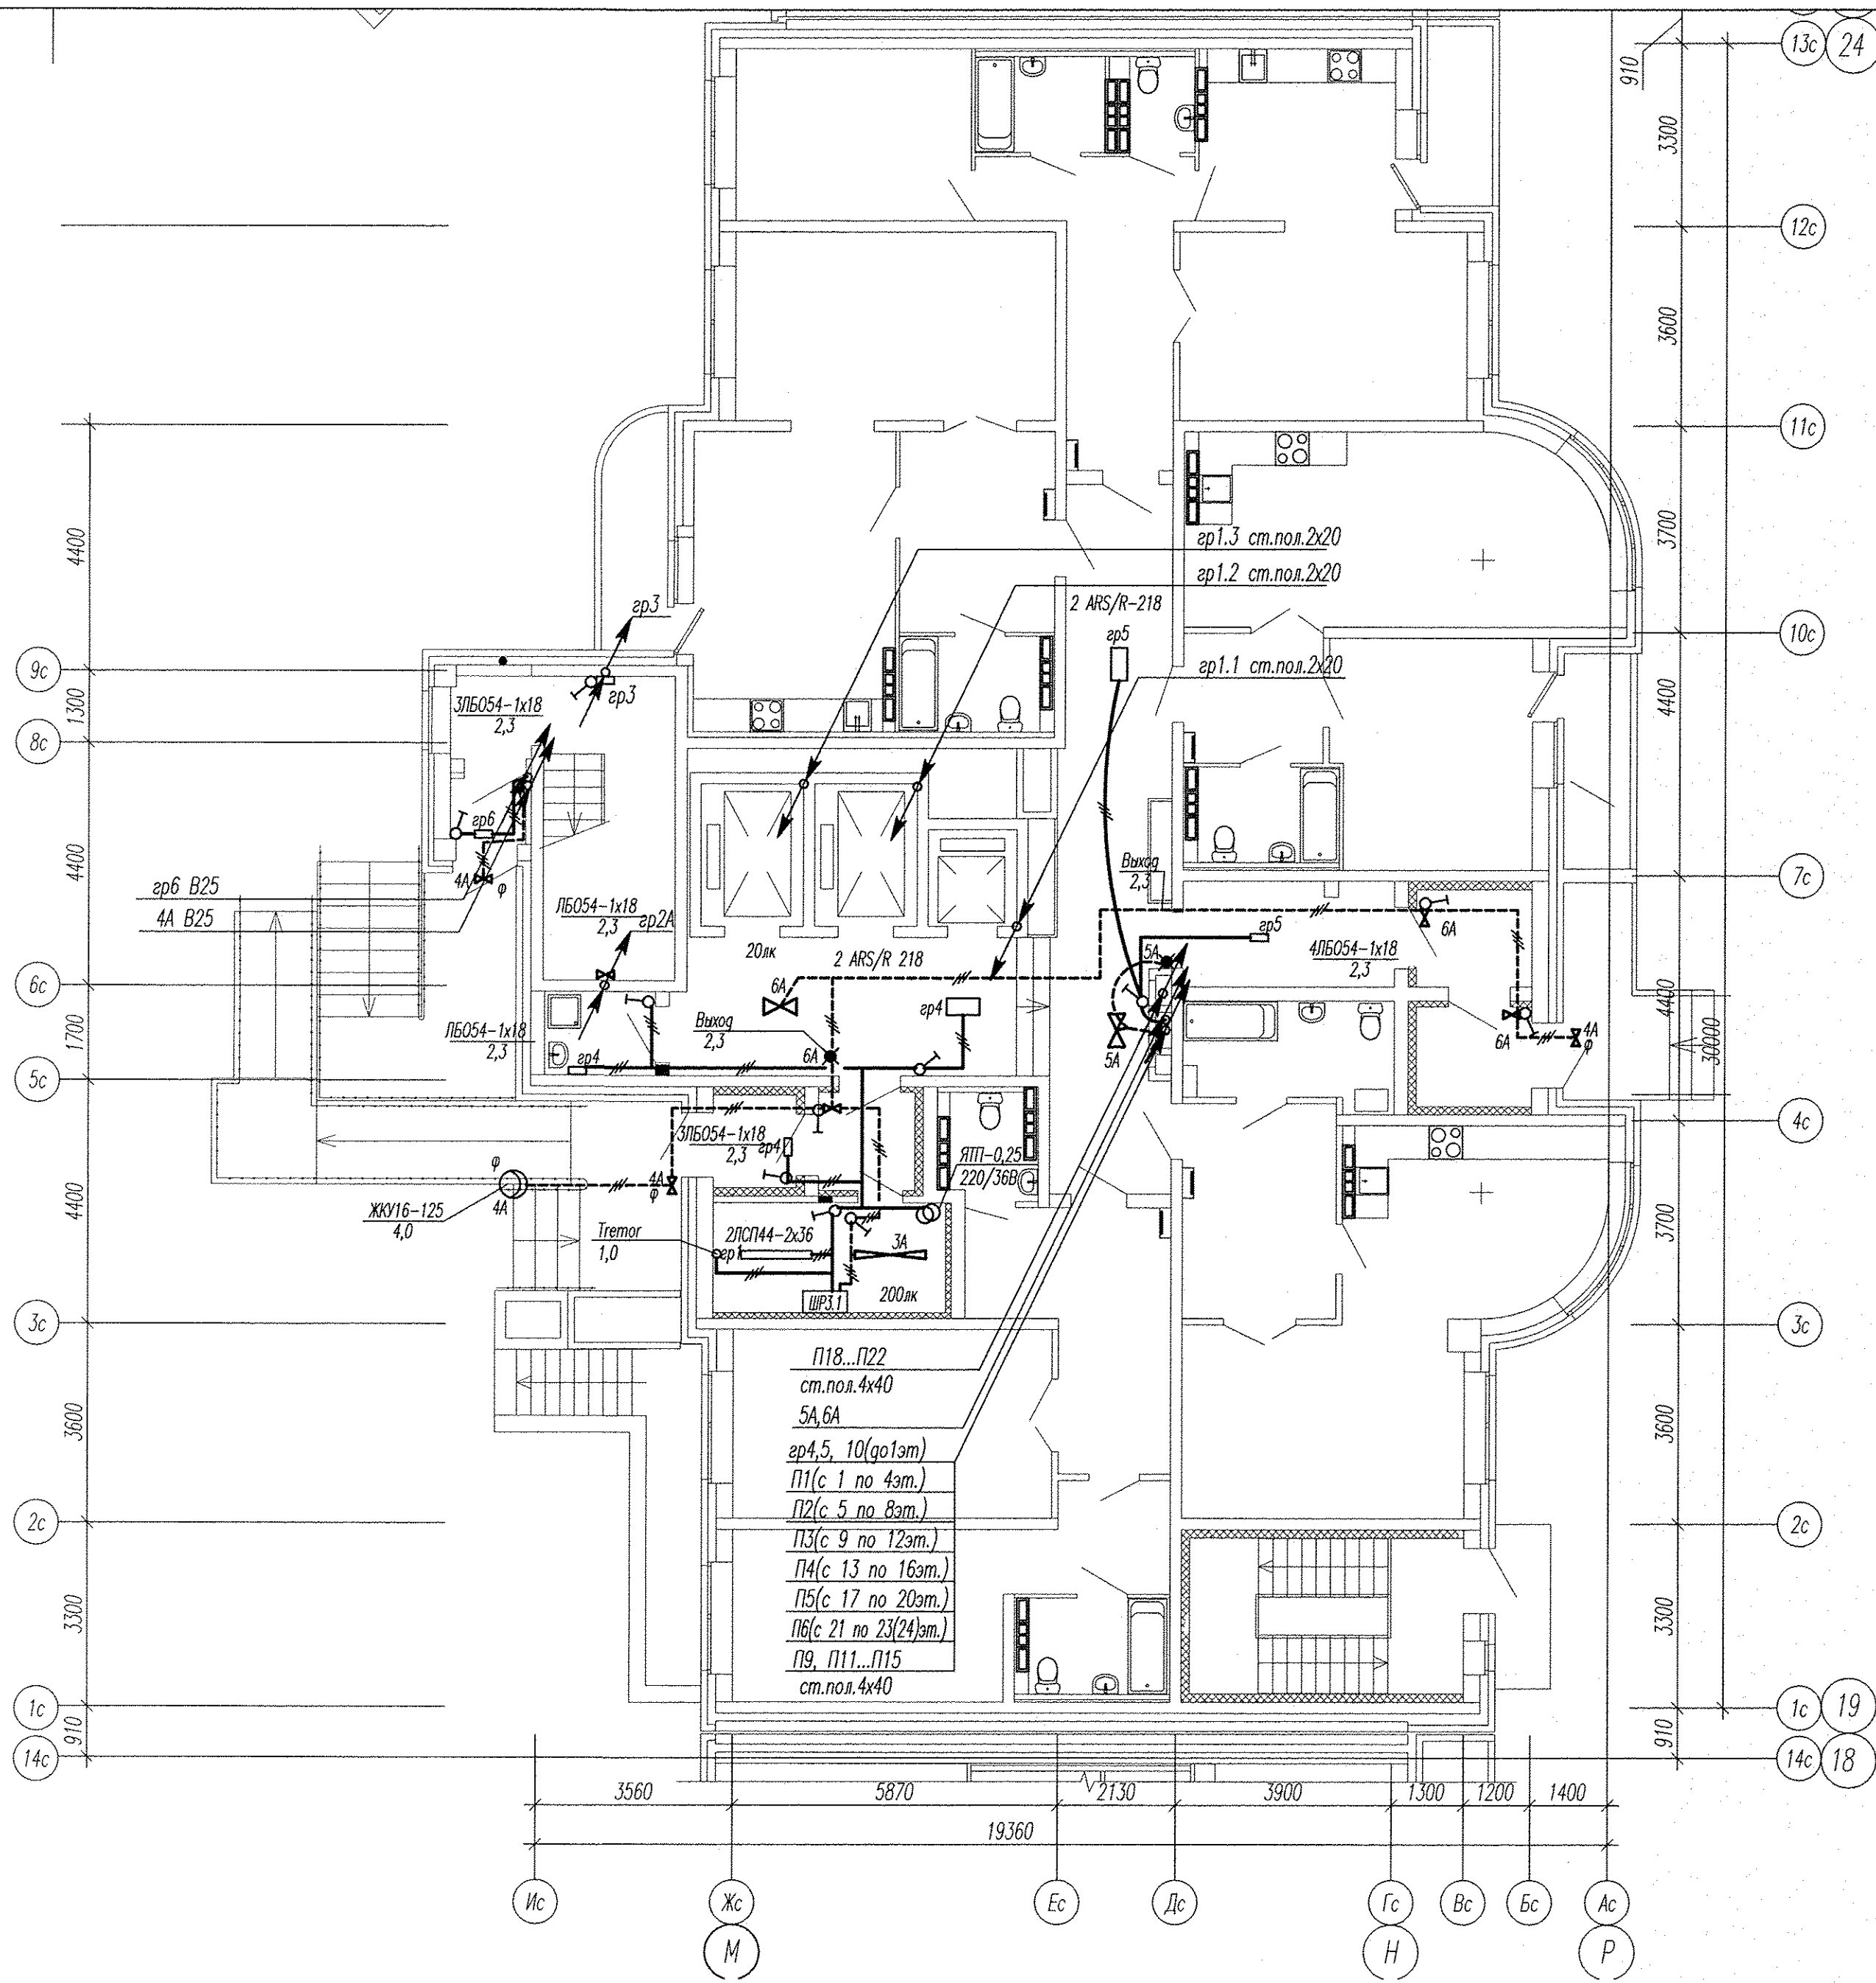 13с 24
910
3300
12с
3600
11с
3700
4400
гр1.3 ст.пол.2х20
гр1.2 ст.пол.2х20
2 ARS/R-218
гр3
гр5
10с
9с
гр1.1 ст.пол.2х20
гр3
1300
3ЛБО54-1х18
2,3
4400
8с
гр6
4400
Выход
2,3
7с
4А
φ
гр6 В25
4А В25
ЛБО54-1х18
2,3
гр2А
6А
гр5
20лк
2 ARS/R 218
5А
4ЛБО54-1х18
2,3
6с
6А
гр4
4400
30000
ЛБО54-1х18
2,3
Выход
2,3
1700
6А
5А
6А
4А
φ
гр4
5с
4с
3ЛБО54-1х18
2,3
гр4
ЯТП-0,25
220/36В
φ
4А
φ
4А
4400
ЖКУ16-125
4,0
Tremor
1,0
2ЛСП44-2х36
3А
гр1
3700
200лк
ШР3.1
3с
3с
П18...П22
ст.пол.4х40
5А,6А
3600
3600
гр4,5, 10(до1эт)
П1(с 1 по 4эт.)
П2(с 5 по 8эт.)
2с
2с
П3(с 9 по 12эт.)
П4(с 13 по 16эт.)
П5(с 17 по 20эт.)
3300
3300
П6(с 21 по 23(24)эт.)
П9, П11...П15
ст.пол.4х40
1с
1с 19
910
910
14с
14с 18
3560 5870 2130 3900 1300 1200 1400
19360
Ис Жс Ес Дс Гс Вс Бс Ас
М Н Р